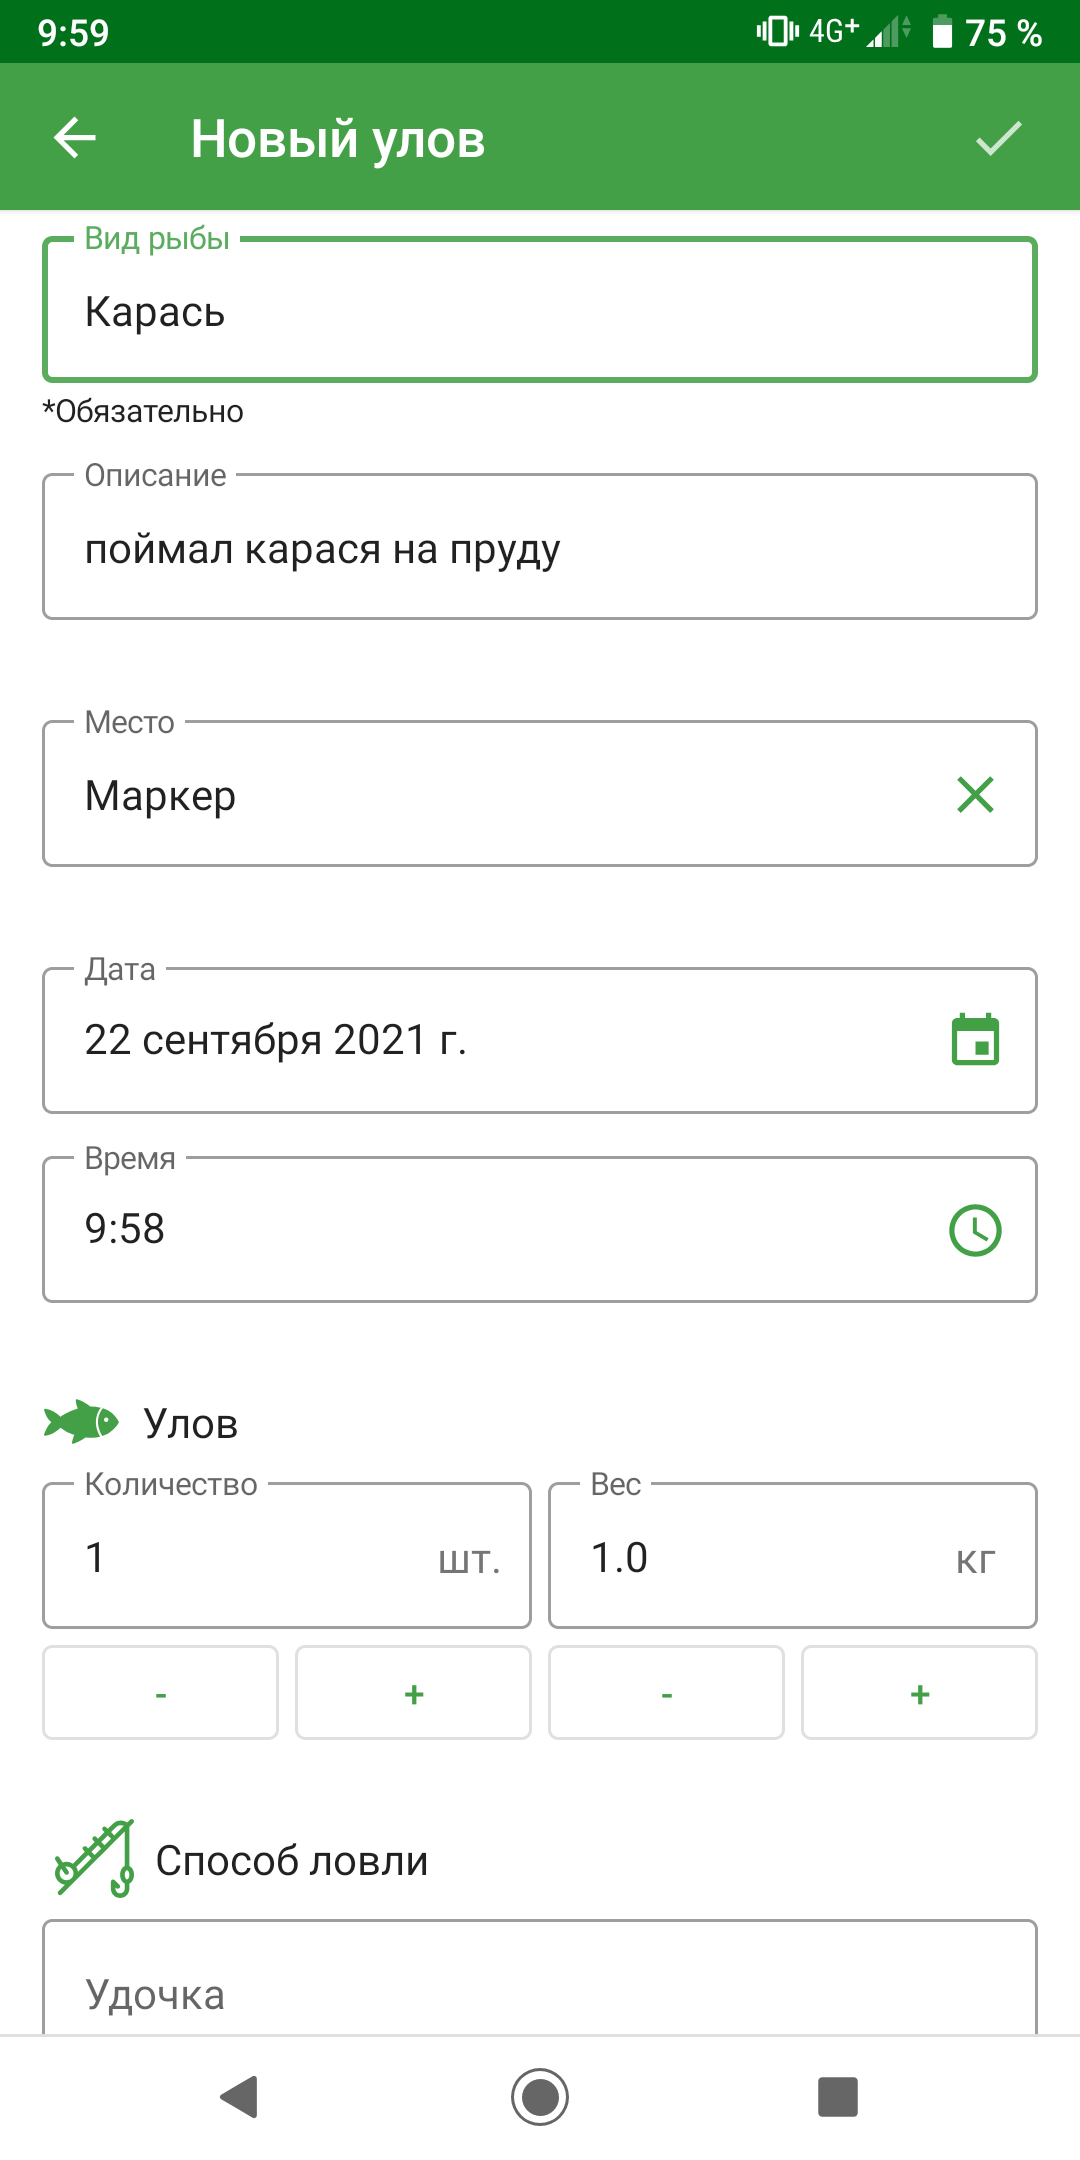 9:59 4G+ 75 %
Новый улов
Вид рыбы
Карась
*Обязательно
Описание
поймал карася на пруду
Место
Маркер
Дата
22 сентября 2021 г.
Время
9:58
Улов
Количество Вес
1 шт. 1.0 кг
- + - +
Способ ловли
Удочка